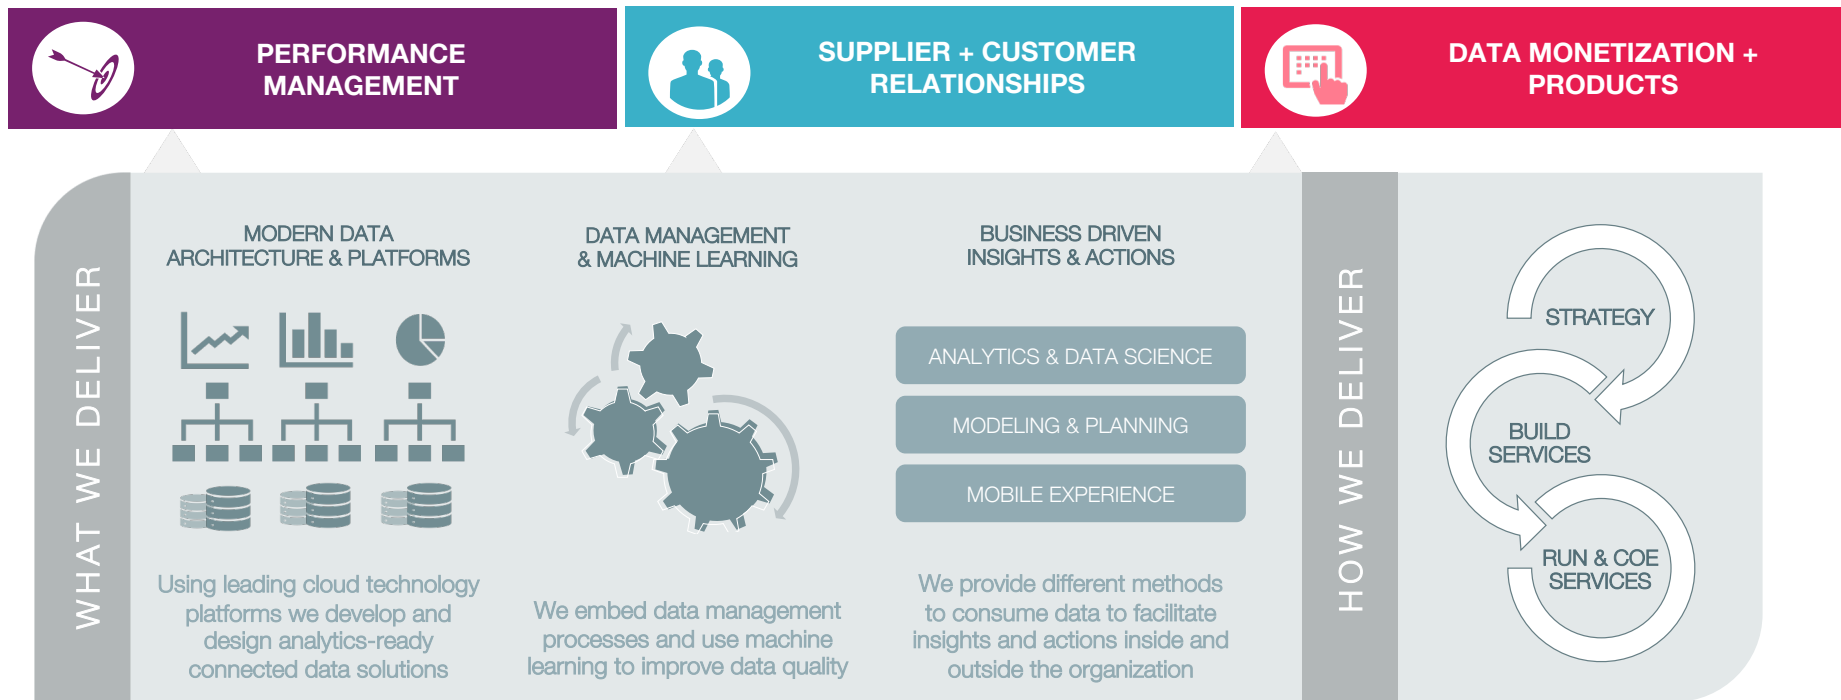 PERFORMANCE
MANAGEMENT
SUPPLIER + CUSTOMER
RELATIONSHIPS
DATA MONETIZATION +
PRODUCTS
WHAT WE DELIVER
MODERN DATA
ARCHITECTURE & PLATFORMS
Using leading cloud technology
platforms we develop and
design analytics-ready
connected data solutions
DATA MANAGEMENT
& MACHINE LEARNING
We embed data management
processes and use machine
learning to improve data quality
BUSINESS DRIVEN
INSIGHTS & ACTIONS
ANALYTICS & DATA SCIENCE
MODELING & PLANNING
MOBILE EXPERIENCE
We provide different methods
to consume data to facilitate
insights and actions inside and
outside the organization
HOW WE DELIVER
STRATEGY
BUILD
SERVICES
RUN & COE
SERVICES